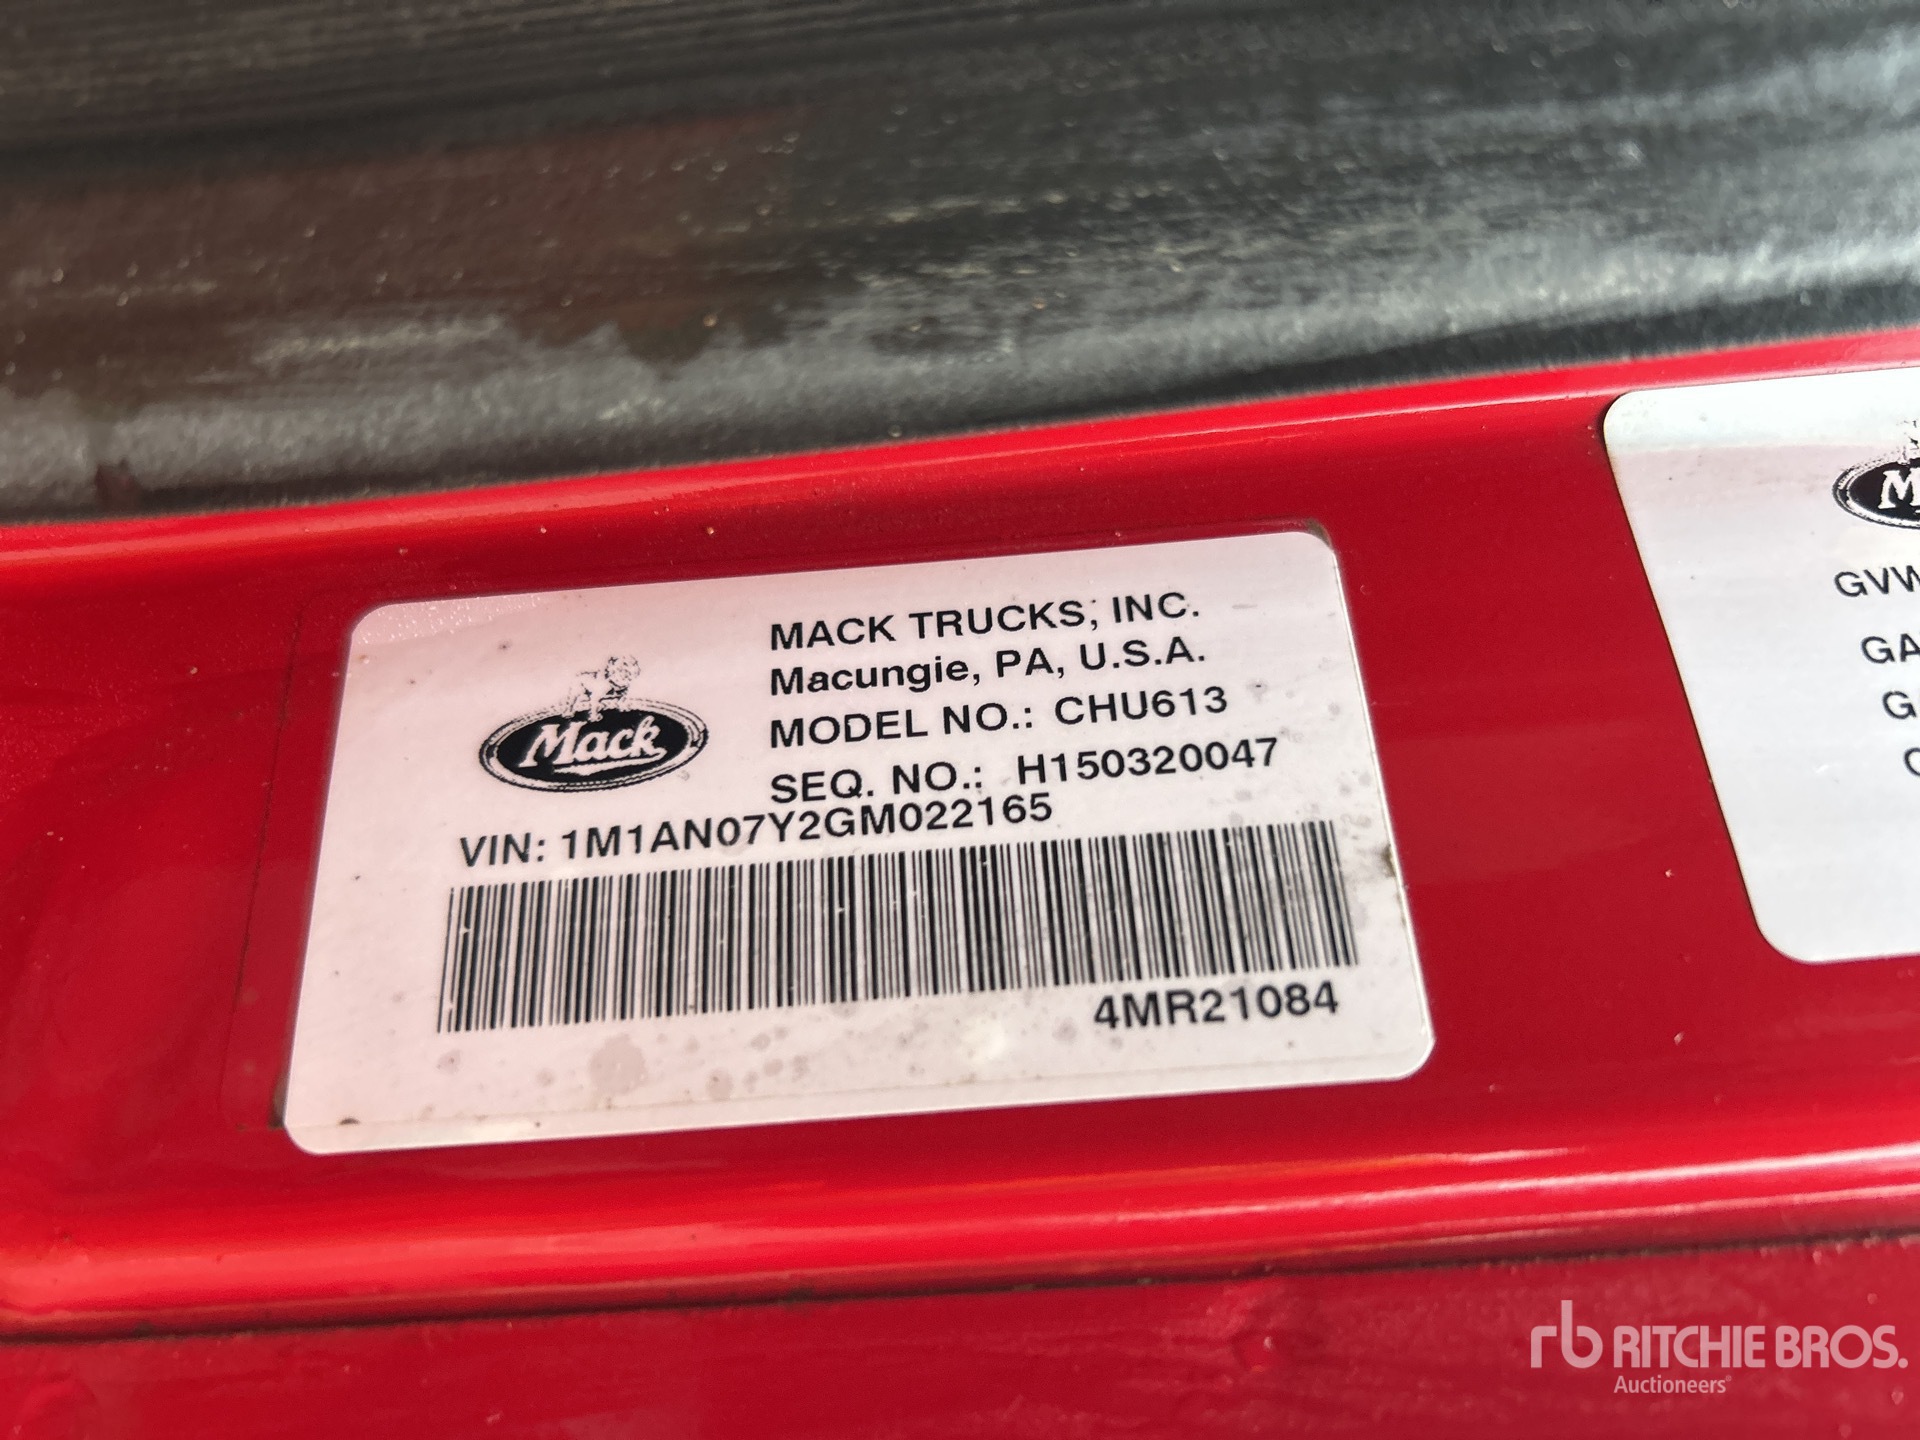 MACK TRUCKS, INC.
Macungie, PA, U.S.A.
MODEL NO.: CHU613
SEQ. NO.: H150320047
Mack
VIN: 1M1AN07Y2GM022165
4MR21084
GVW
GA
G
rb RITCHIE BROS.
Auctioneers